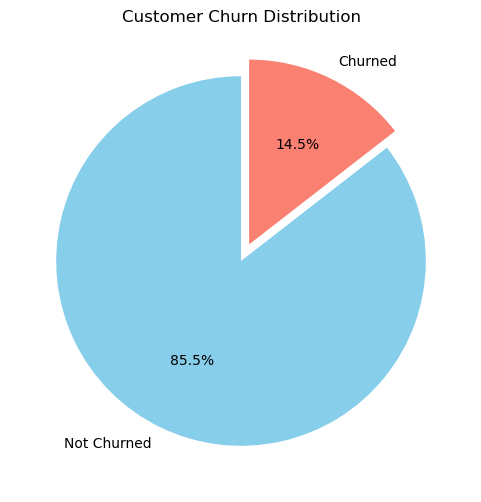 Customer Churn Distribution
Churned
14.5%
85.5%
Not Churned